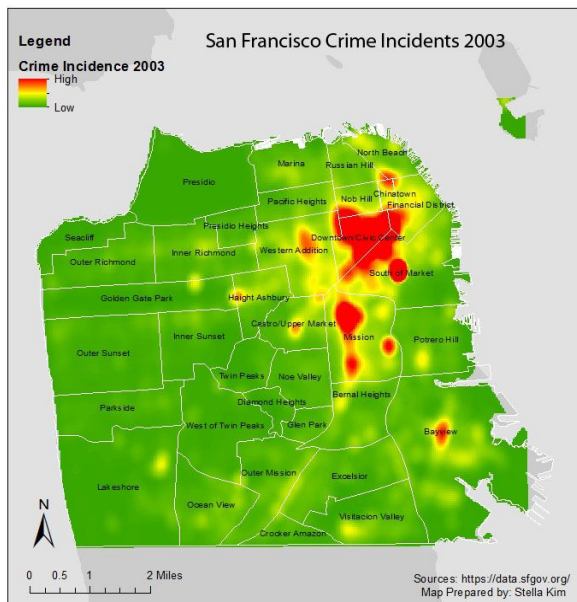 Legend
San Francisco Crime Incidents 2003
Crime Incidence 2003
High
Low
North Beach
Marina
Russian Hill
Presidio
Nob Hill
Chinatown
Pacific Heights
Financial District
Presidio Heights
Seacliff
Downtown/Civic Center
Inner Richmond
Western Addition
Outer Richmond
South of Market
Golden Gate Park
Haight Ashbury
Castro/Upper Market
Inner Sunset
Mission
Potrero Hill
Outer Sunset
Twin Peaks
Noe Valley
Bernal Heights
Diamond Heights
Parkside
Glen Park
West of Twin Peaks
Bayview
Outer Mission
Excelsior
Lakeshore
Ocean View
Visitacion Valley
Crocker Amazon
N
0 0.5 1 2 Miles
Sources: https://data.sfgov.org/
Map Prepared by: Stella Kim